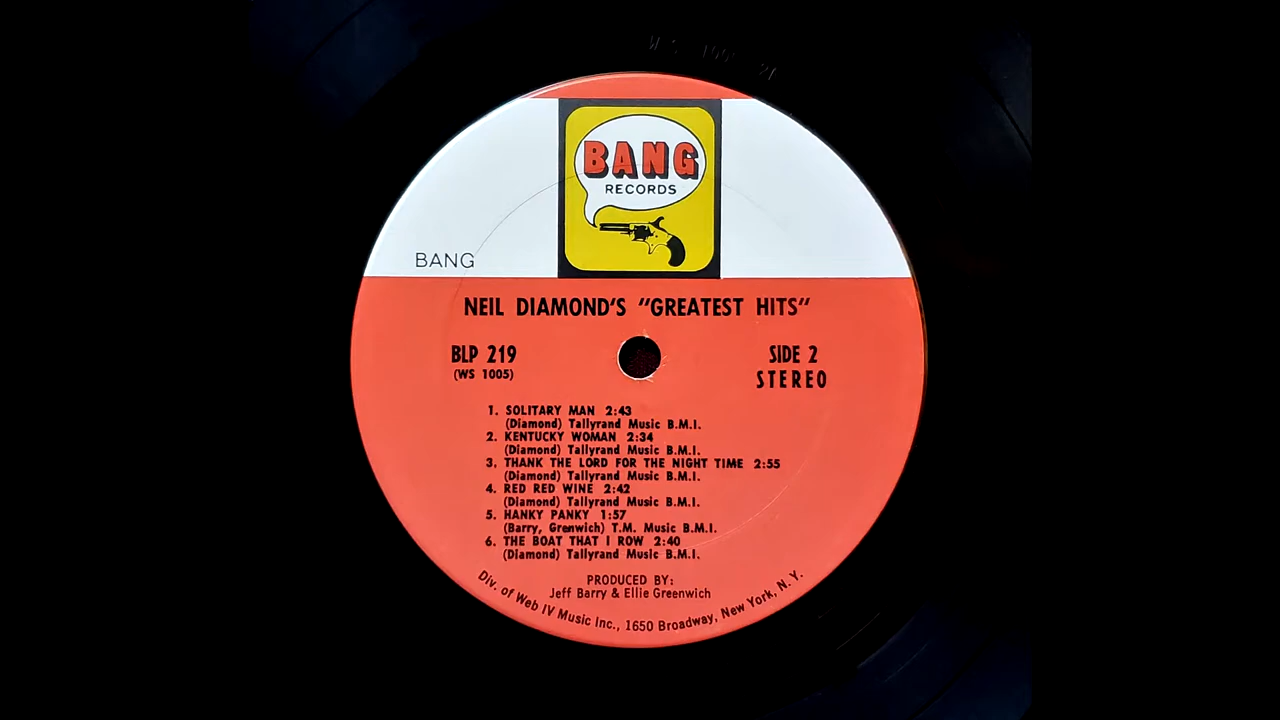 BANG
RECORDS
BANG
NEIL DIAMOND'S "GREATEST HITS"
BLP 219
(WS 1005)
SIDE 2
STEREO
1. SOLITARY MAN 2:43
(Diamond) Tallyrand Music B.M.I.
2. KENTUCKY WOMAN 2:34
(Diamond) Tallyrand Music B.M.I.
3. THANK THE LORD FOR THE NIGHT TIME 2:55
(Diamond) Tallyrand Music B.M.I.
4. RED RED WINE 2:42
(Diamond) Tallyrand Music B.M.I.
5. HANKY PANKY 1:57
(Barry, Greenwich) T.M. Music B.M.I.
6. THE BOAT THAT I ROW 2:40
(Diamond) Tallyrand Music B.M.I.
PRODUCED BY:
Jeff Barry & Ellie Greenwich
Div. of Web IV Music Inc., 1650 Broadway, New York, N. Y.